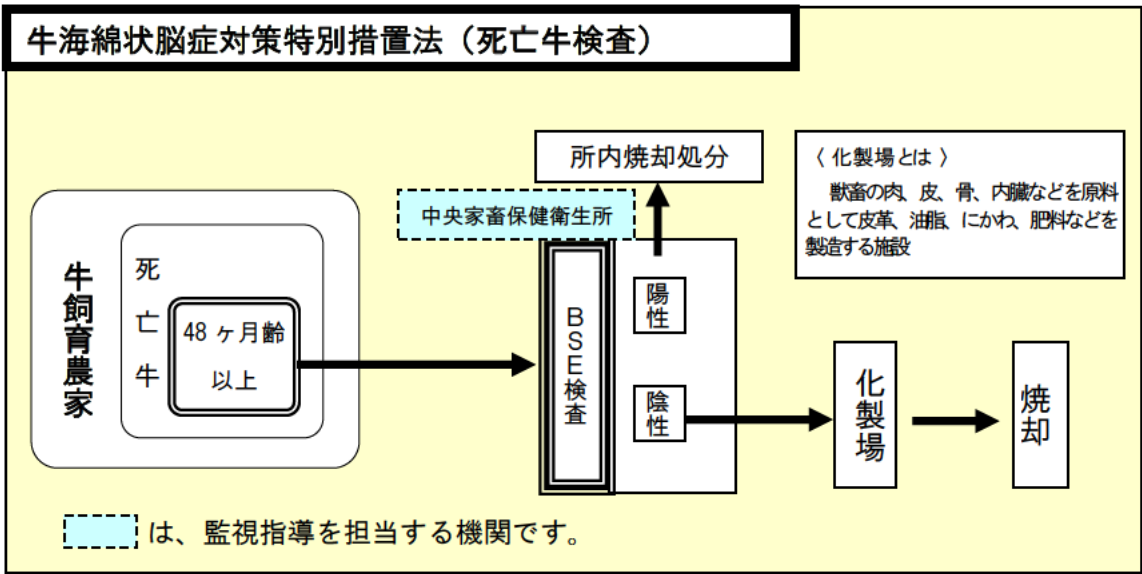 牛海綿状脳症対策特別措置法（死亡牛検査）
所内焼却処分
〈 化製場とは 〉
獣畜の肉、皮、骨、内臓などを原料
として皮革、油脂、にかわ、肥料などを
製造する施設
中央家畜保健衛生所
牛飼育農家
死亡牛
48 ヶ月齢
以上
BSE検査
陽性
陰性
化製場
焼却
は、監視指導を担当する機関です。